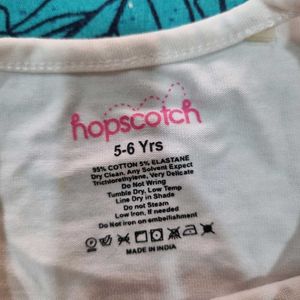 hopscotch
5-6 Yrs
95% COTTON 5% ELASTANE
Dry Clean, Any Solvent Expect
Trichlorethylene, Very Delicate
Do Not Wring
Tumble Dry, Low Temp
Line Dry in Shade
Do not Steam
Low Iron, If needed
Do not Iron on embellishment
MADE IN INDIA